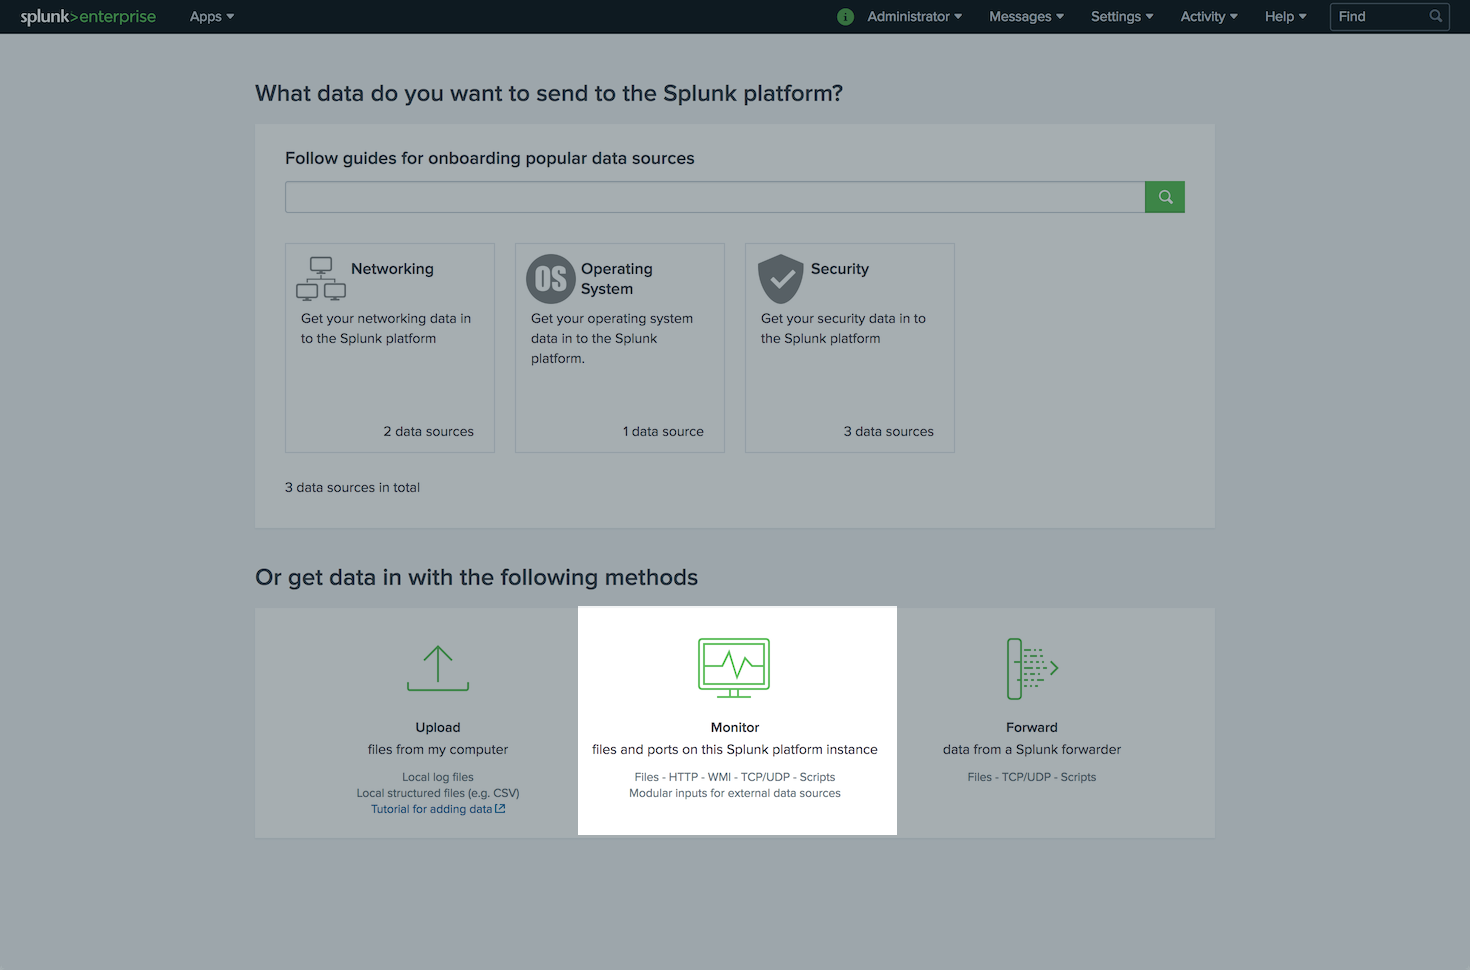 splunk>enterprise Apps i Administrator Messages Settings Activity Help Find
What data do you want to send to the Splunk platform?
Follow guides for onboarding popular data sources
Networking
Get your networking data in
to the Splunk platform
2 data sources
OS Operating
System
Get your operating system
data in to the Splunk
platform.
1 data source
Security
Get your security data in to
the Splunk platform
3 data sources
3 data sources in total
Or get data in with the following methods
Upload
files from my computer
Local log files
Local structured files (e.g. CSV)
Tutorial for adding data
Monitor
files and ports on this Splunk platform instance
Files - HTTP - WMI - TCP/UDP - Scripts
Modular inputs for external data sources
Forward
data from a Splunk forwarder
Files - TCP/UDP - Scripts